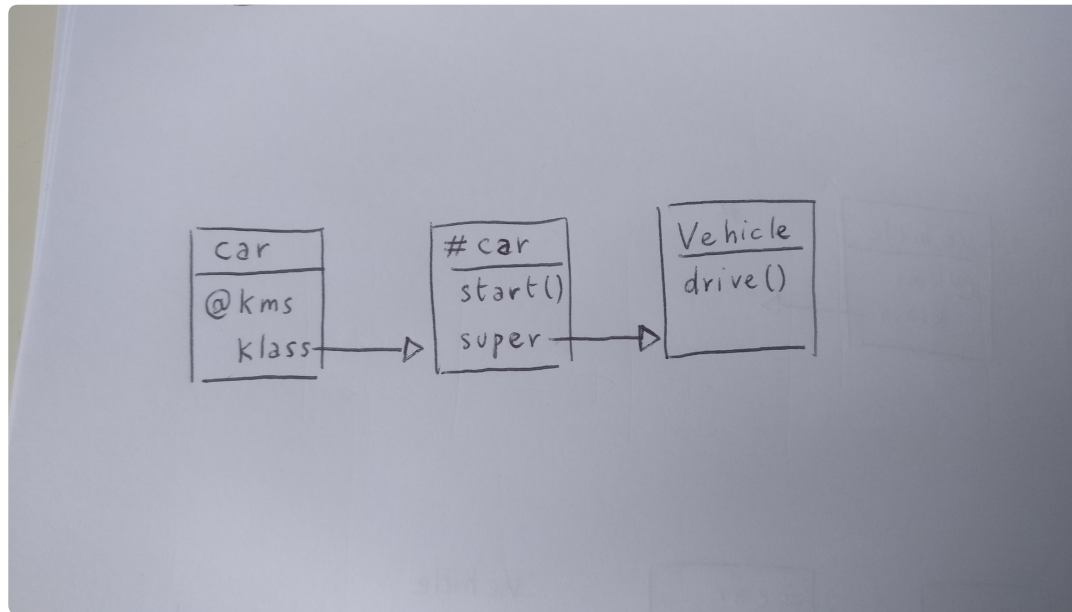 car
@kms
klass
#car
start()
super
Vehicle
drive()